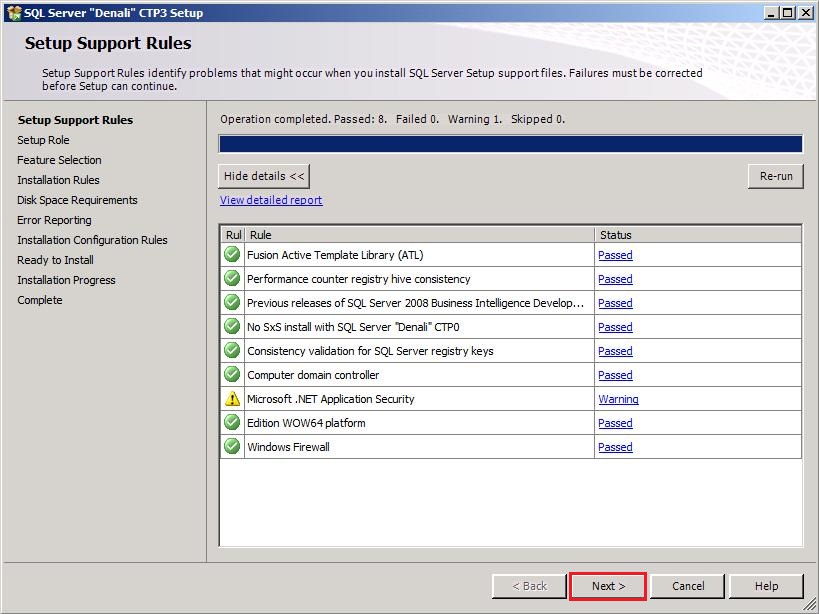 SQL Server "Denali" CTP3 Setup
Setup Support Rules
Setup Support Rules identify problems that might occur when you install SQL Server Setup support files. Failures must be corrected
before Setup can continue.
Setup Support Rules
Setup Role
Feature Selection
Installation Rules
Disk Space Requirements
Error Reporting
Installation Configuration Rules
Ready to Install
Installation Progress
Complete
Operation completed. Passed: 8. Failed 0. Warning 1. Skipped 0.
Hide details <<
Re-run
View detailed report
Rul Rule Status
Fusion Active Template Library (ATL) Passed
Performance counter registry hive consistency Passed
Previous releases of SQL Server 2008 Business Intelligence Develop... Passed
No SxS install with SQL Server "Denali" CTP0 Passed
Consistency validation for SQL Server registry keys Passed
Computer domain controller Passed
Microsoft .NET Application Security Warning
Edition WOW64 platform Passed
Windows Firewall Passed
< Back Next > Cancel Help